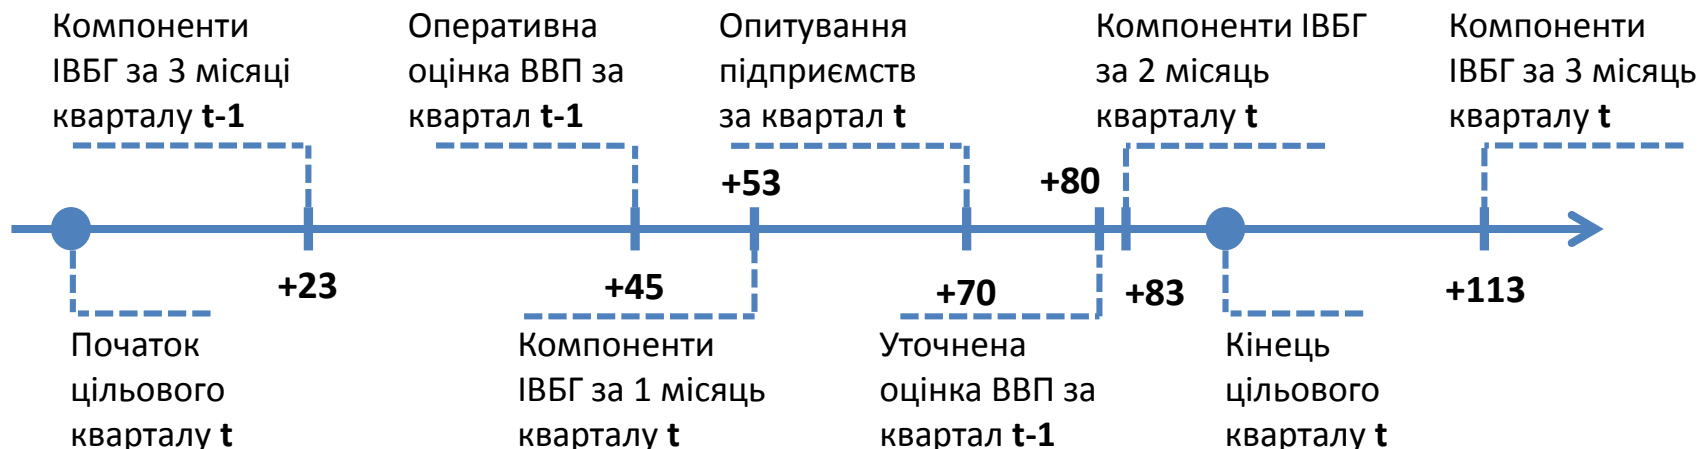 Компоненти
ІВБГ за 3 місяці
кварталу t-1
Оперативна
оцінка ВВП за
квартал t-1
Опитування
підприємств
за квартал t
Компоненти ІВБГ
за 2 місяць
кварталу t
Компоненти
ІВБГ за 3 місяць
кварталу t
+53
+80
+23
+45
+70
+83
+113
Початок
цільового
кварталу t
Компоненти
ІВБГ за 1 місяць
кварталу t
Уточнена
оцінка ВВП за
квартал t-1
Кінець
цільового
кварталу t